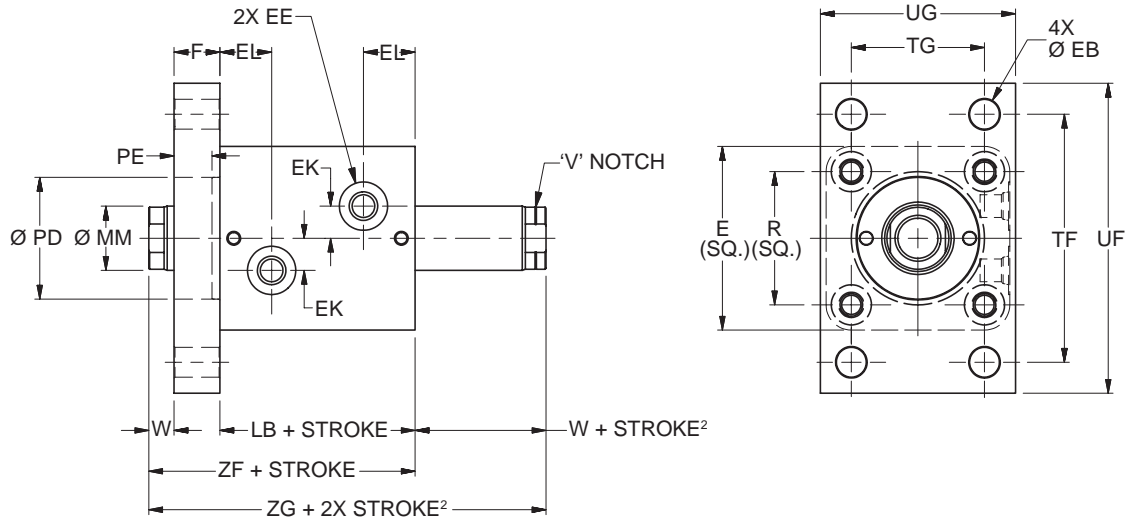 2X EE
F
EL
EL
PE
EK
'V' NOTCH
Ø PD
Ø MM
EK
W
LB + STROKE
W + STROKE²
ZF + STROKE
ZG + 2X STROKE²
UG
TG
4X
Ø EB
E
(SQ.)
R
(SQ.)
TF
UF